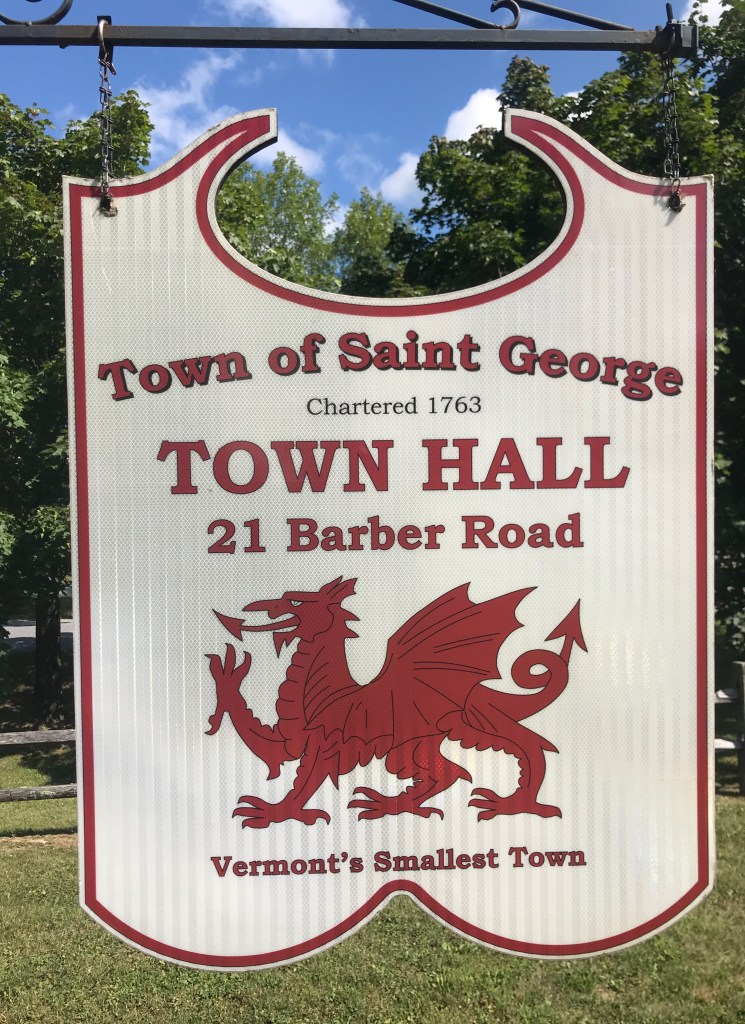 Town of Saint George
Chartered 1763
TOWN HALL
21 Barber Road
Vermont's Smallest Town